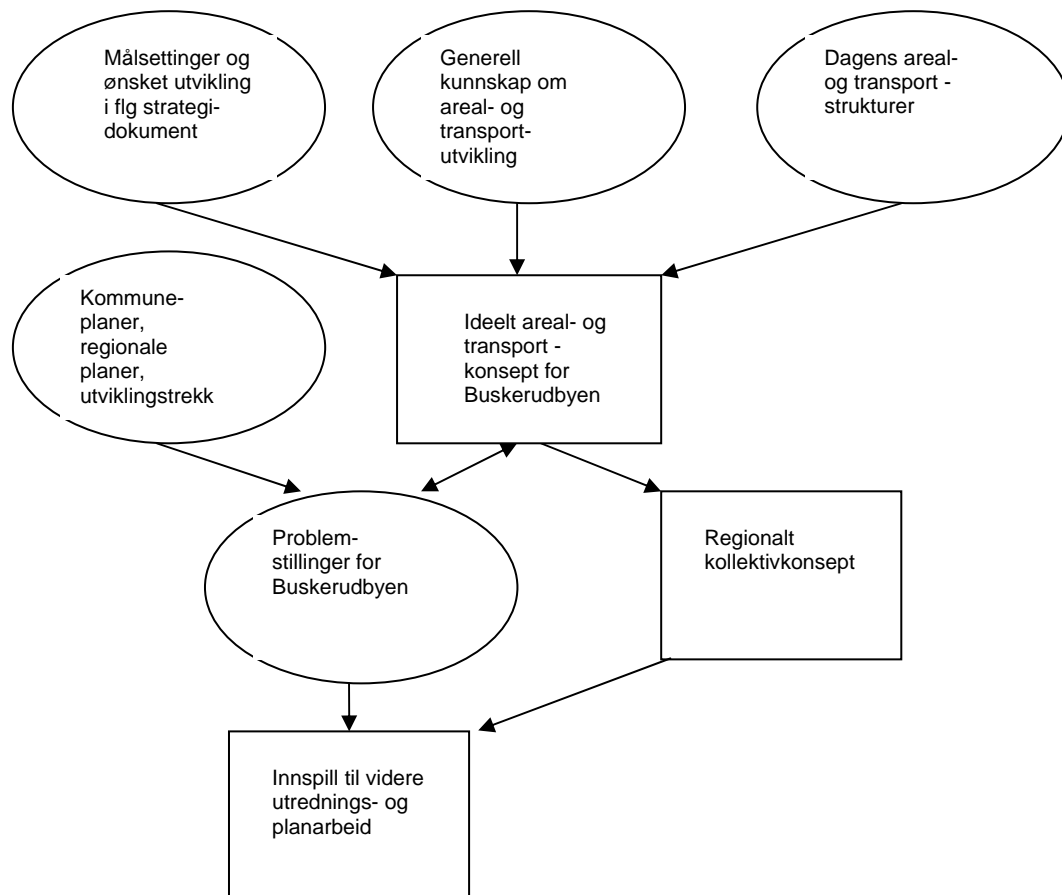 Målsettinger og
ønsket utvikling
i flg strategi-
dokument
Generell
kunnskap om
areal- og
transport-
utvikling
Dagens areal-
og transport -
strukturer
Kommune-
planer,
regionale
planer,
utviklingstrekk
Ideelt areal- og
transport -
konsept for
Buskerudbyen
Problem-
stillinger for
Buskerudbyen
Regionalt
kollektivkonsept
Innspill til videre
utrednings- og
planarbeid